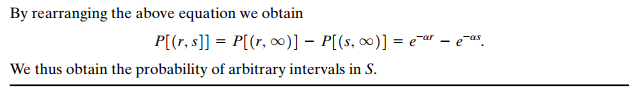 By rearranging the above equation we obtain
P[(r, s]] = P[(r, ∞)] − P[(s, ∞)] = e^{−αr} − e^{−αs}.
We thus obtain the probability of arbitrary intervals in S.